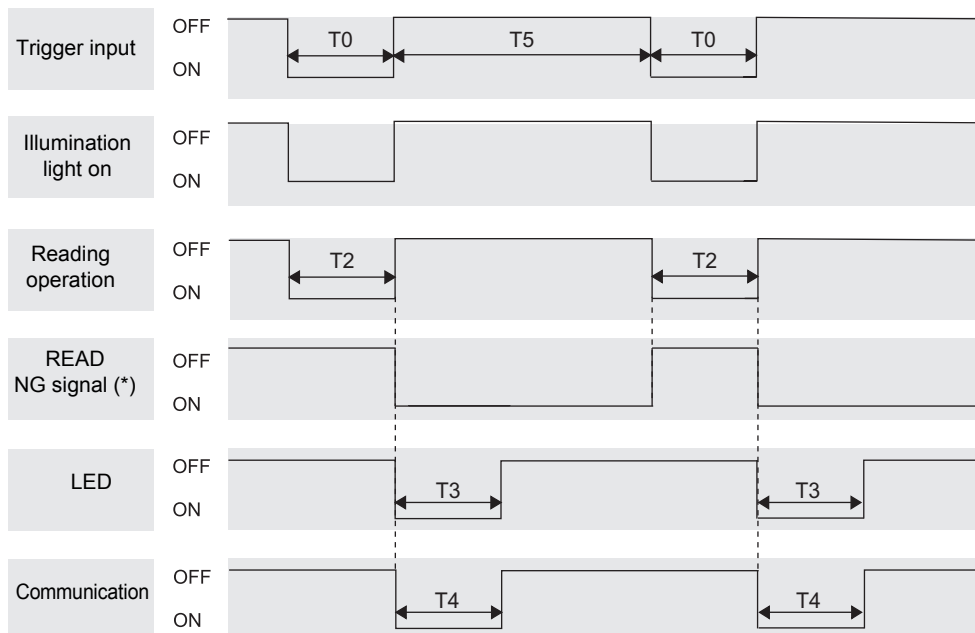 Trigger input
OFF
ON
T0
T5
T0
Illumination
light on
OFF
ON
Reading
operation
OFF
ON
T2
T2
READ
NG signal (*)
OFF
ON
LED
OFF
ON
T3
T3
Communication
OFF
ON
T4
T4